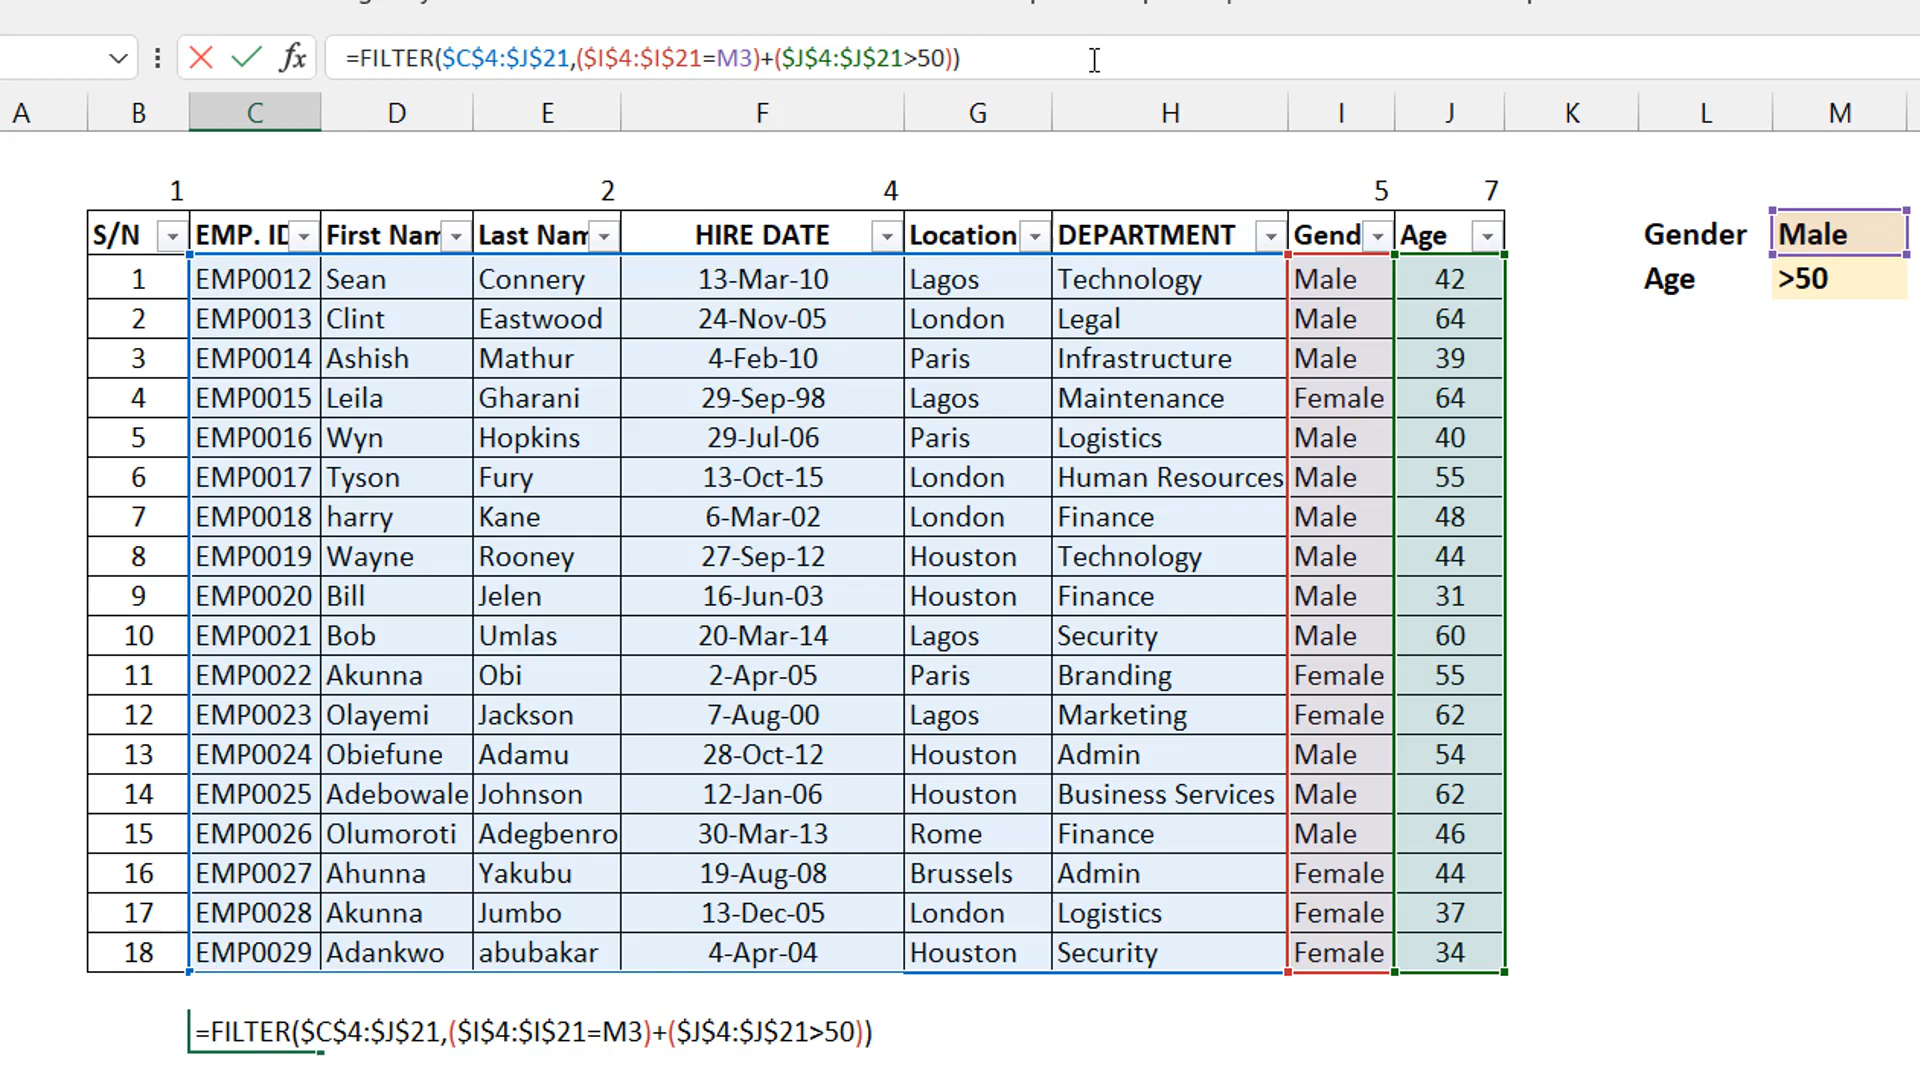 fx =FILTER($C$4:$J$21,($I$4:$I$21=M3)+($J$4:$J$21>50))
A B C D E F G H I J K L M
1 2 4 5 7
S/N EMP. ID First Nam Last Nam HIRE DATE Location DEPARTMENT Gend Age Gender Male
1 EMP0012 Sean Connery 13-Mar-10 Lagos Technology Male 42 Age >50
2 EMP0013 Clint Eastwood 24-Nov-05 London Legal Male 64
3 EMP0014 Ashish Mathur 4-Feb-10 Paris Infrastructure Male 39
4 EMP0015 Leila Gharani 29-Sep-98 Lagos Maintenance Female 64
5 EMP0016 Wyn Hopkins 29-Jul-06 Paris Logistics Male 40
6 EMP0017 Tyson Fury 13-Oct-15 London Human Resources Male 55
7 EMP0018 harry Kane 6-Mar-02 London Finance Male 48
8 EMP0019 Wayne Rooney 27-Sep-12 Houston Technology Male 44
9 EMP0020 Bill Jelen 16-Jun-03 Houston Finance Male 31
10 EMP0021 Bob Umlas 20-Mar-14 Lagos Security Male 60
11 EMP0022 Akunna Obi 2-Apr-05 Paris Branding Female 55
12 EMP0023 Olayemi Jackson 7-Aug-00 Lagos Marketing Female 62
13 EMP0024 Obiefune Adamu 28-Oct-12 Houston Admin Male 54
14 EMP0025 Adebowale Johnson 12-Jan-06 Houston Business Services Male 62
15 EMP0026 Olumoroti Adegbenro 30-Mar-13 Rome Finance Male 46
16 EMP0027 Ahunna Yakubu 19-Aug-08 Brussels Admin Female 44
17 EMP0028 Akunna Jumbo 13-Dec-05 London Logistics Female 37
18 EMP0029 Adankwo abubakar 4-Apr-04 Houston Security Female 34
=FILTER($C$4:$J$21,($I$4:$I$21=M3)+($J$4:$J$21>50))